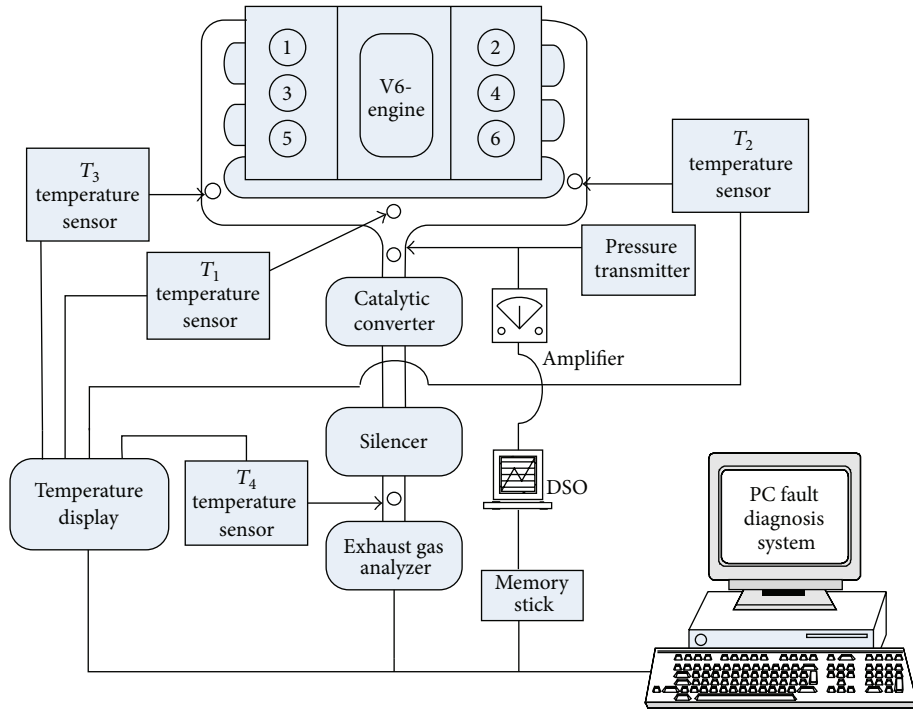 1
2
3
4
5
6
V6-
engine
T3
temperature
sensor
T2
temperature
sensor
T1
temperature
sensor
Pressure
transmitter
Catalytic
converter
Amplifier
Silencer
Temperature
display
T4
temperature
sensor
DSO
Exhaust gas
analyzer
Memory
stick
PC fault
diagnosis
system